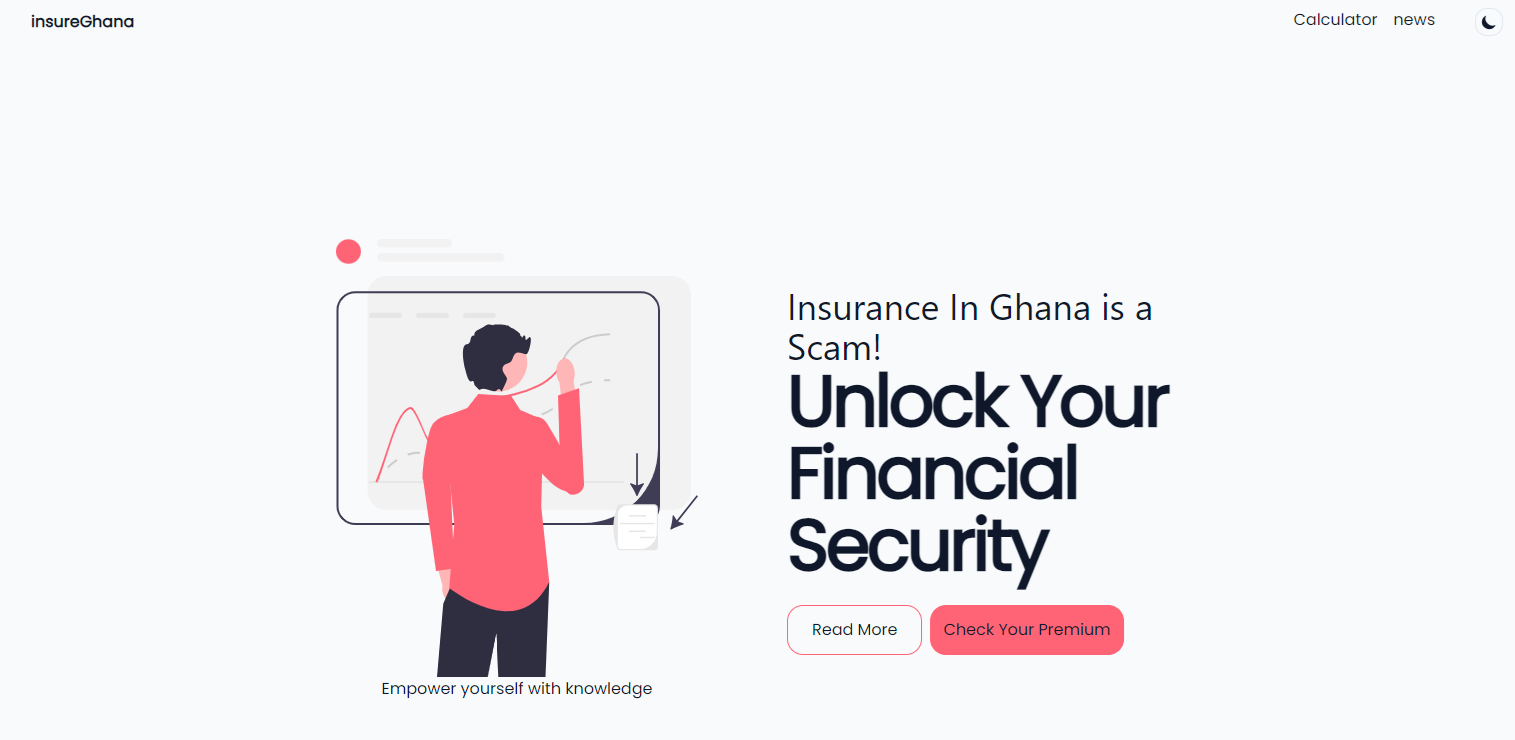 insureGhana
Calculator news
Insurance In Ghana is a
Scam!
Unlock Your
Financial
Security
Read More
Check Your Premium
Empower yourself with knowledge